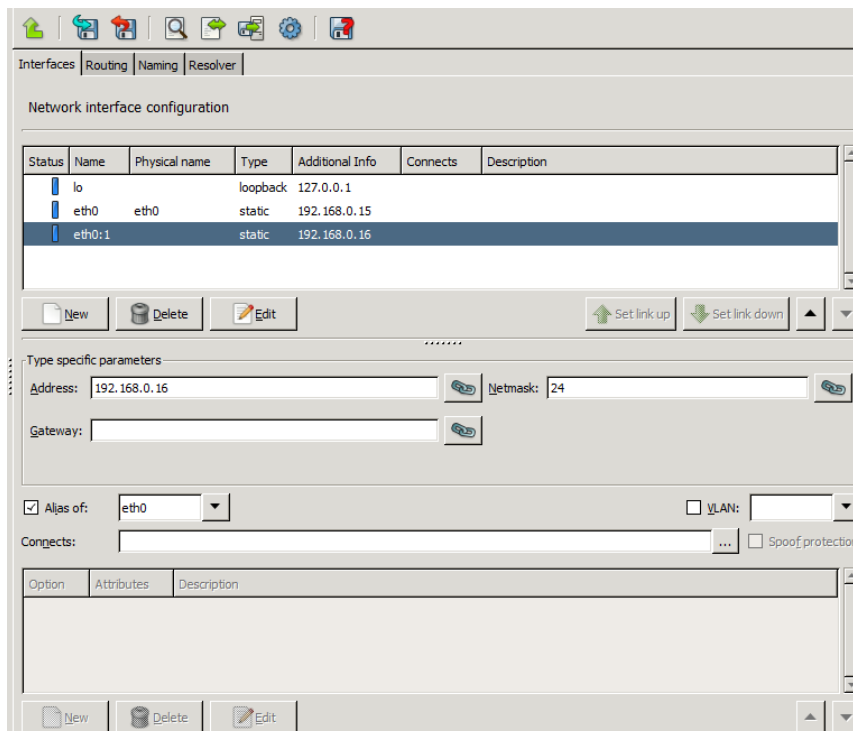 Interfaces Routing Naming Resolver
Network interface configuration
Status Name Physical name Type Additional Info Connects Description
lo loopback 127.0.0.1
eth0 eth0 static 192.168.0.15
eth0:1 static 192.168.0.16
New Delete Edit Set link up Set link down
Type specific parameters
Address: 192.168.0.16 Netmask: 24
Gateway:
Alias of: eth0 VLAN:
Connects: ... Spoof protectio
Option Attributes Description
New Delete Edit